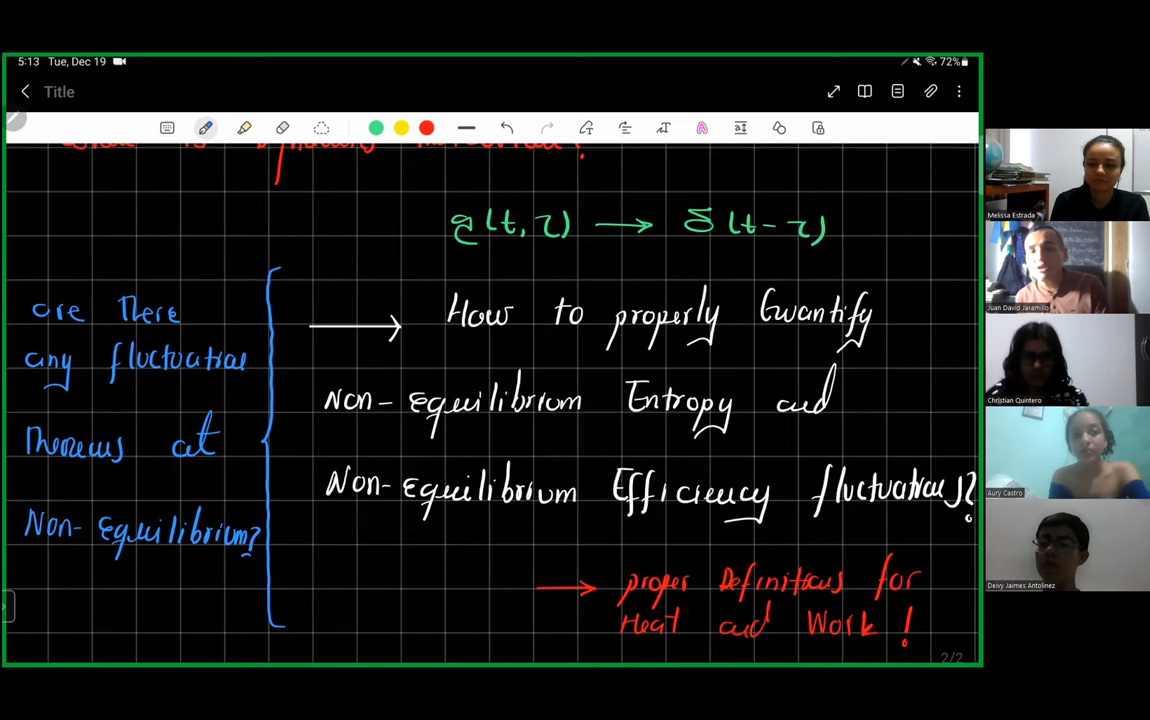 5:13 Tue, Dec 19
72%
Title
g(t, τ) → δ(t - τ)
are there
any fluctuation
Theorems at
Non-equilibrium?
→ How to properly Quantify
Non-equilibrium Entropy and
Non-equilibrium Efficiency fluctuations?
→ proper Definitions for
Heat and Work!
2/2
Melissa Estrada
Juan David Jaramillo
Christian Quintero
Aury Castro
Deivy Jaimes Antolinez